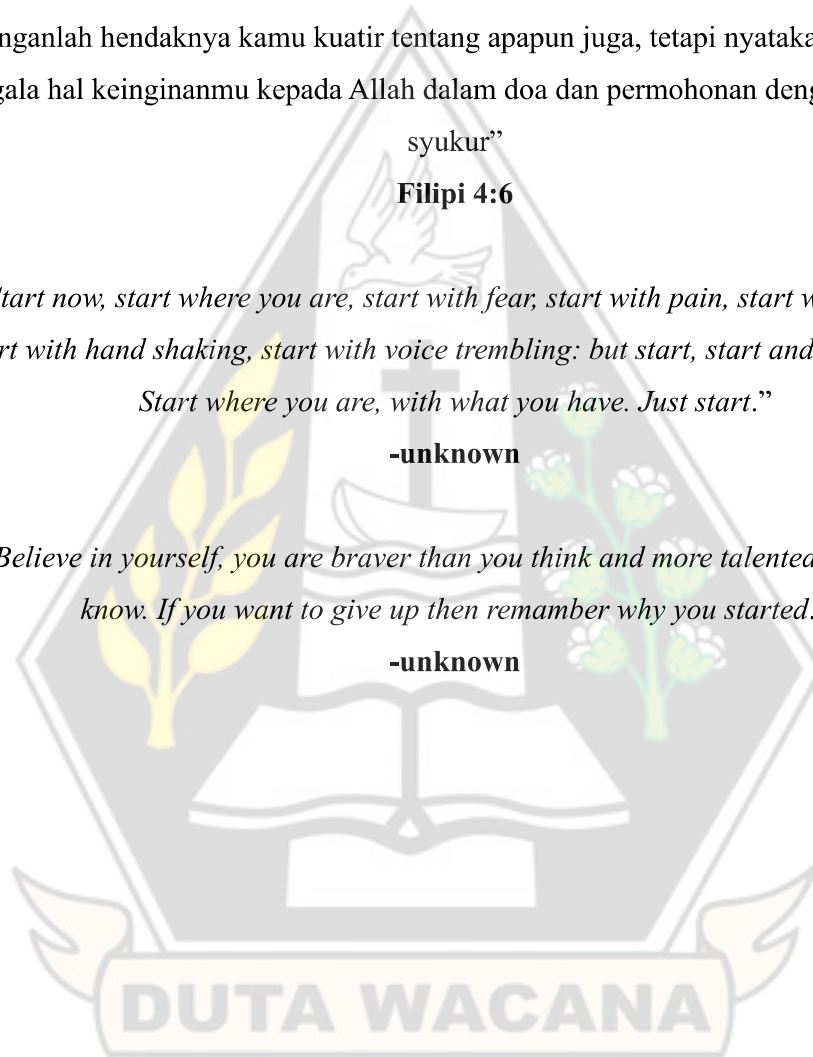 nganlah hendaknya kamu kuatir tentang apapun juga, tetapi nyataka
gala hal keinginanmu kepada Allah dalam doa dan permohonan deng
syukur”
Filipi 4:6
tart now, start where you are, start with fear, start with pain, start w
rt with hand shaking, start with voice trembling: but start, start and
Start where you are, with what you have. Just start.”
-unknown
Believe in yourself, you are braver than you think and more talented
know. If you want to give up then remamber why you started.
-unknown
DUTA WACANA